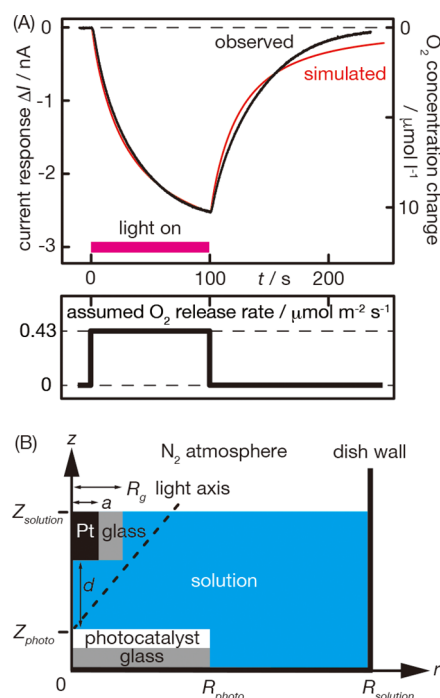 (A)
0
-1
-2
-3
current response ΔI / nA
observed
simulated
light on
0
10
O2 concentration change
/ μmol l-1
0
100
t / s
200
assumed O2 release rate / μmol m-2 s-1
0.43
0
(B)
z
N2 atmosphere
dish wall
Rg
light axis
a
Zsolution
Pt
glass
d
solution
Zphoto
photocatalyst
glass
0
Rphoto
Rsolution
r